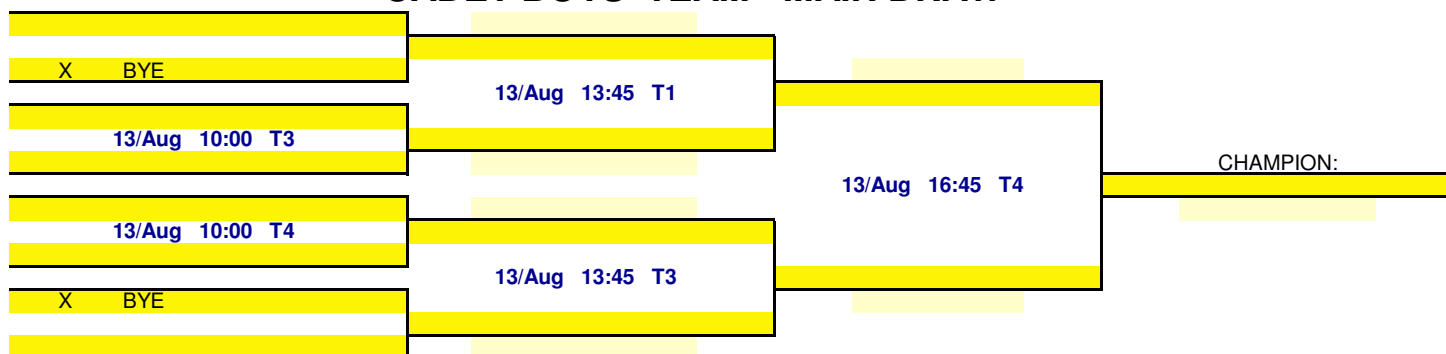 X BYE
13/Aug 13:45 T1
13/Aug 10:00 T3
CHAMPION:
13/Aug 16:45 T4
13/Aug 10:00 T4
13/Aug 13:45 T3
X BYE